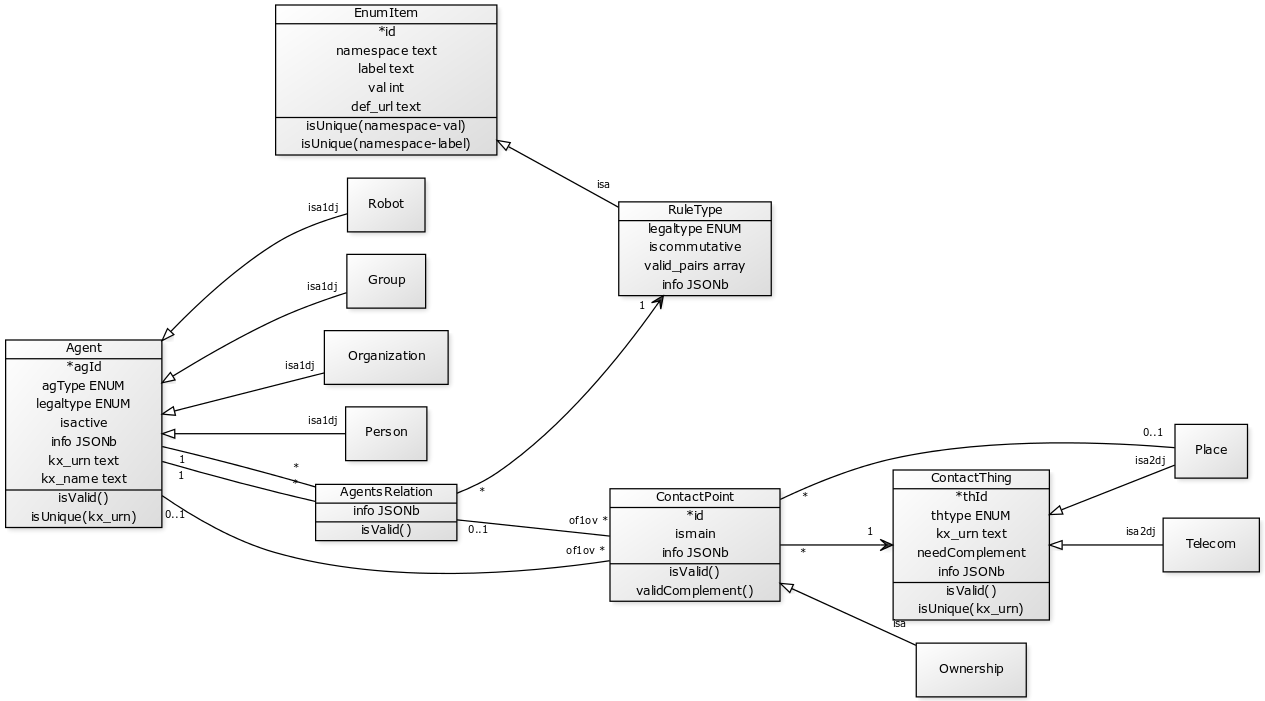 EnumItem
*id
namespace text
label text
val int
def_url text
isUnique(namespace-val)
isUnique(namespace-label)
isa
RuleType
legaltype ENUM
iscommutative
valid_pairs array
info JSONb
1
isa1dj
Robot
isa1dj
Group
isa1dj
Organization
isa1dj
Person
Agent
*agId
agType ENUM
legaltype ENUM
isactive
info JSONb
kx_urn text
kx_name text
isValid()
isUnique(kx_urn)
1
*
1
*
0..1
AgentsRelation
info JSONb
isValid()
*
0..1
of1ov *
of1ov *
ContactPoint
*id
ismain
info JSONb
isValid()
validComplement()
*
0..1
*
1
isa
ContactThing
*thId
thtype ENUM
kx_urn text
needComplement
info JSONb
isValid()
isUnique(kx_urn)
isa2dj
Place
isa2dj
Telecom
Ownership